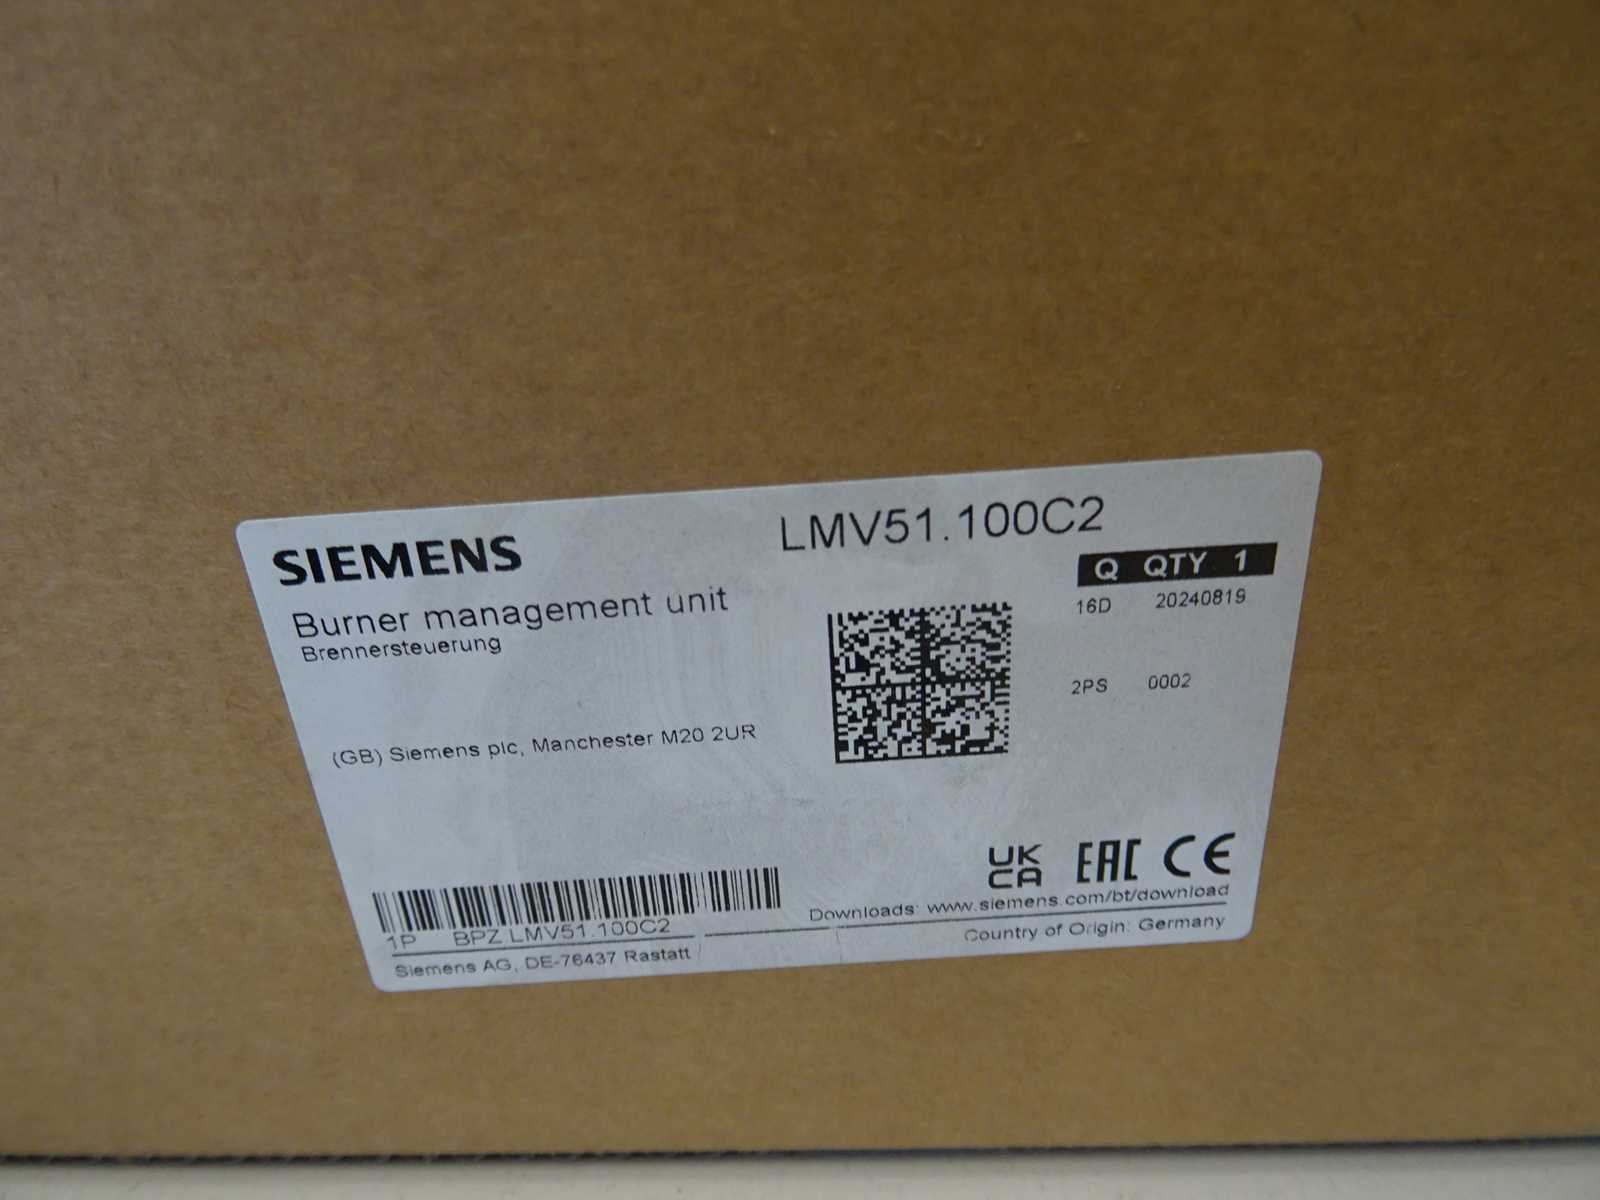 SIEMENS
LMV51.100C2
Q QTY 1
16D 20240819
Burner management unit
Brennersteuerung
2PS 0002
(GB) Siemens plc, Manchester M20 2UR
UK
CA
EAC CE
1P BPZ LMV51.100C2
Downloads: www.siemens.com/bt/download
Siemens AG, DE-76437 Rastatt
Country of Origin: Germany